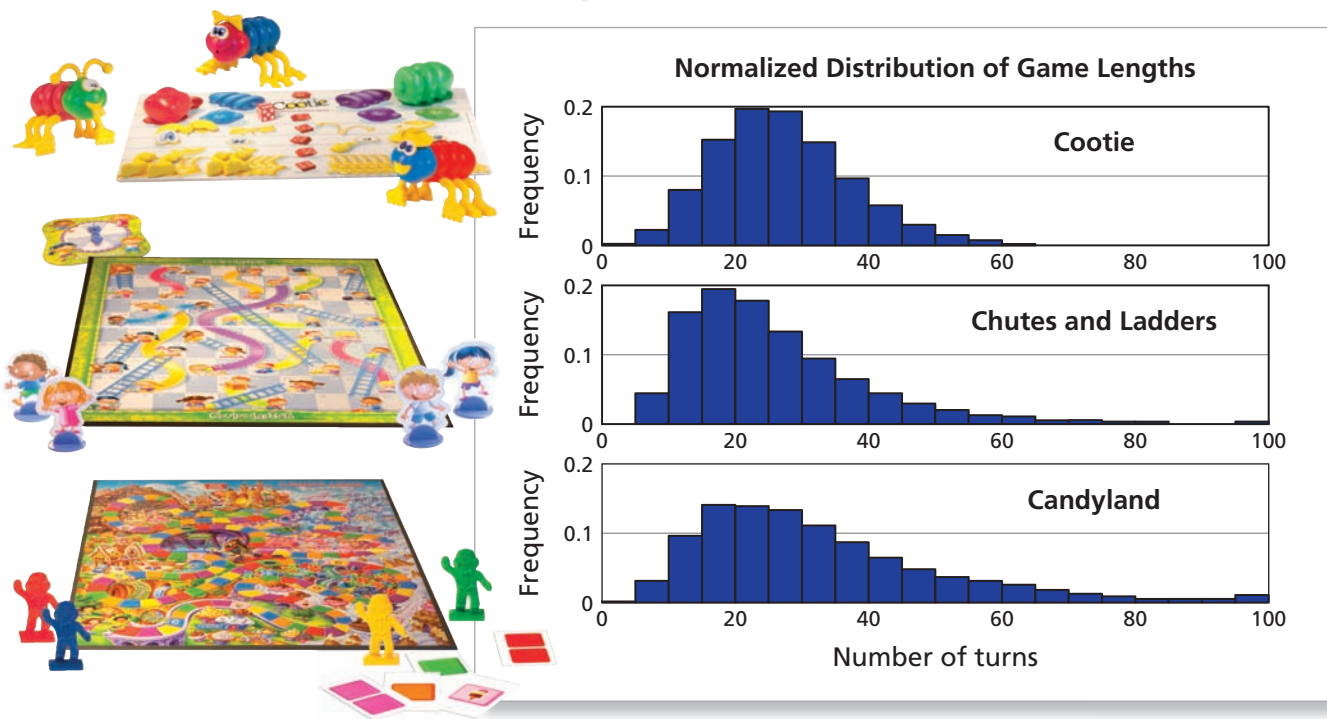 Normalized Distribution of Game Lengths
Cootie
Frequency
0.2
0.1
0
0 20 40 60 80 100
Cootie
Chutes and Ladders
Frequency
0.2
0.1
0
0 20 40 60 80 100
Candyland
Frequency
0.2
0.1
0
0 20 40 60 80 100
Number of turns